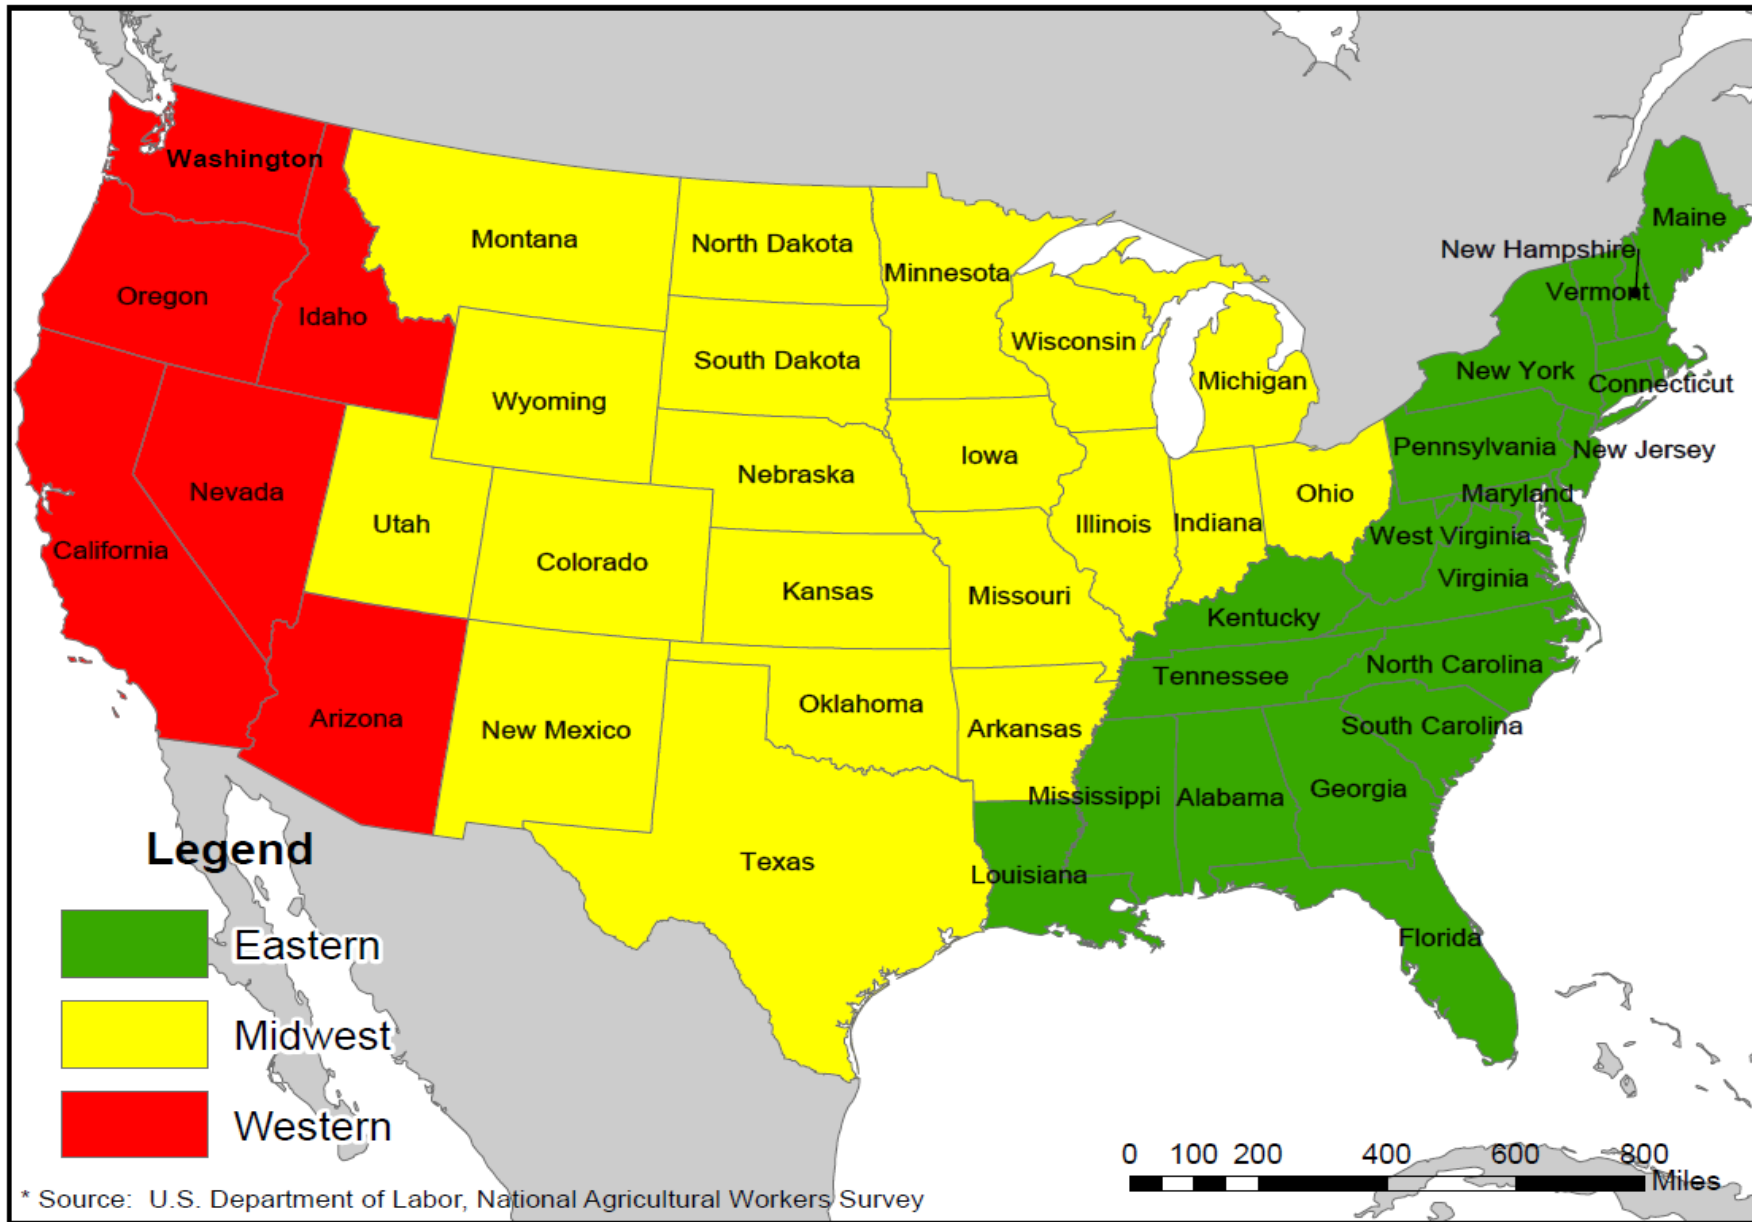 Washington
Montana
North Dakota
Minnesota
Maine
New Hampshire
Vermont
Oregon
Idaho
South Dakota
Wisconsin
Michigan
New York
Connecticut
Wyoming
Nebraska
Iowa
Pennsylvania
New Jersey
Nevada
Utah
Colorado
Kansas
Missouri
Illinois
Indiana
Ohio
Maryland
West Virginia
Virginia
California
Kentucky
Tennessee
North Carolina
Arizona
New Mexico
Oklahoma
Arkansas
South Carolina
Mississippi
Alabama
Georgia
Texas
Louisiana
Florida
Legend
Eastern
Midwest
Western
0 100 200 400 600 800
Miles
* Source: U.S. Department of Labor, National Agricultural Workers Survey